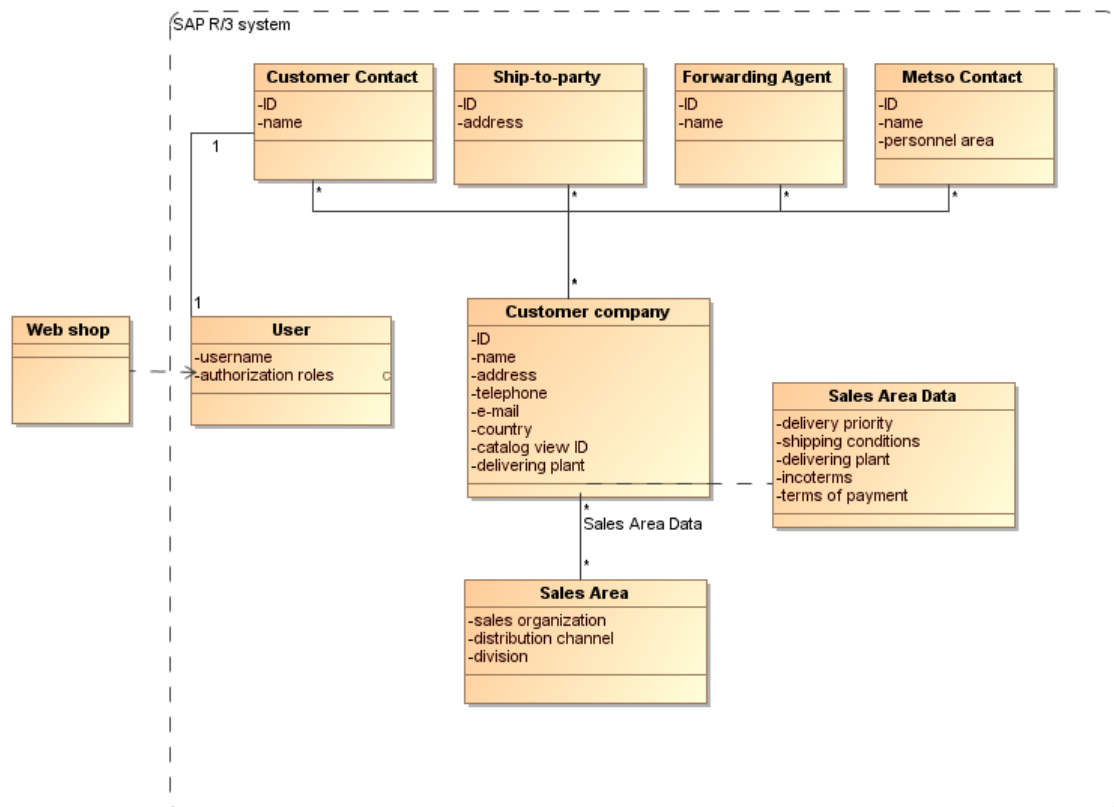 SAP R/3 system
Customer Contact
-ID
-name
Ship-to-party
-ID
-address
Forwarding Agent
-ID
-name
Metso Contact
-ID
-name
-personnel area
1
*
*
*
*
1
*
Web shop
User
-username
-authorization roles
Customer company
-ID
-name
-address
-telephone
-e-mail
-country
-catalog view ID
-delivering plant
Sales Area Data
-delivery priority
-shipping conditions
-delivering plant
-incoterms
-terms of payment
*
Sales Area Data
*
Sales Area
-sales organization
-distribution channel
-division